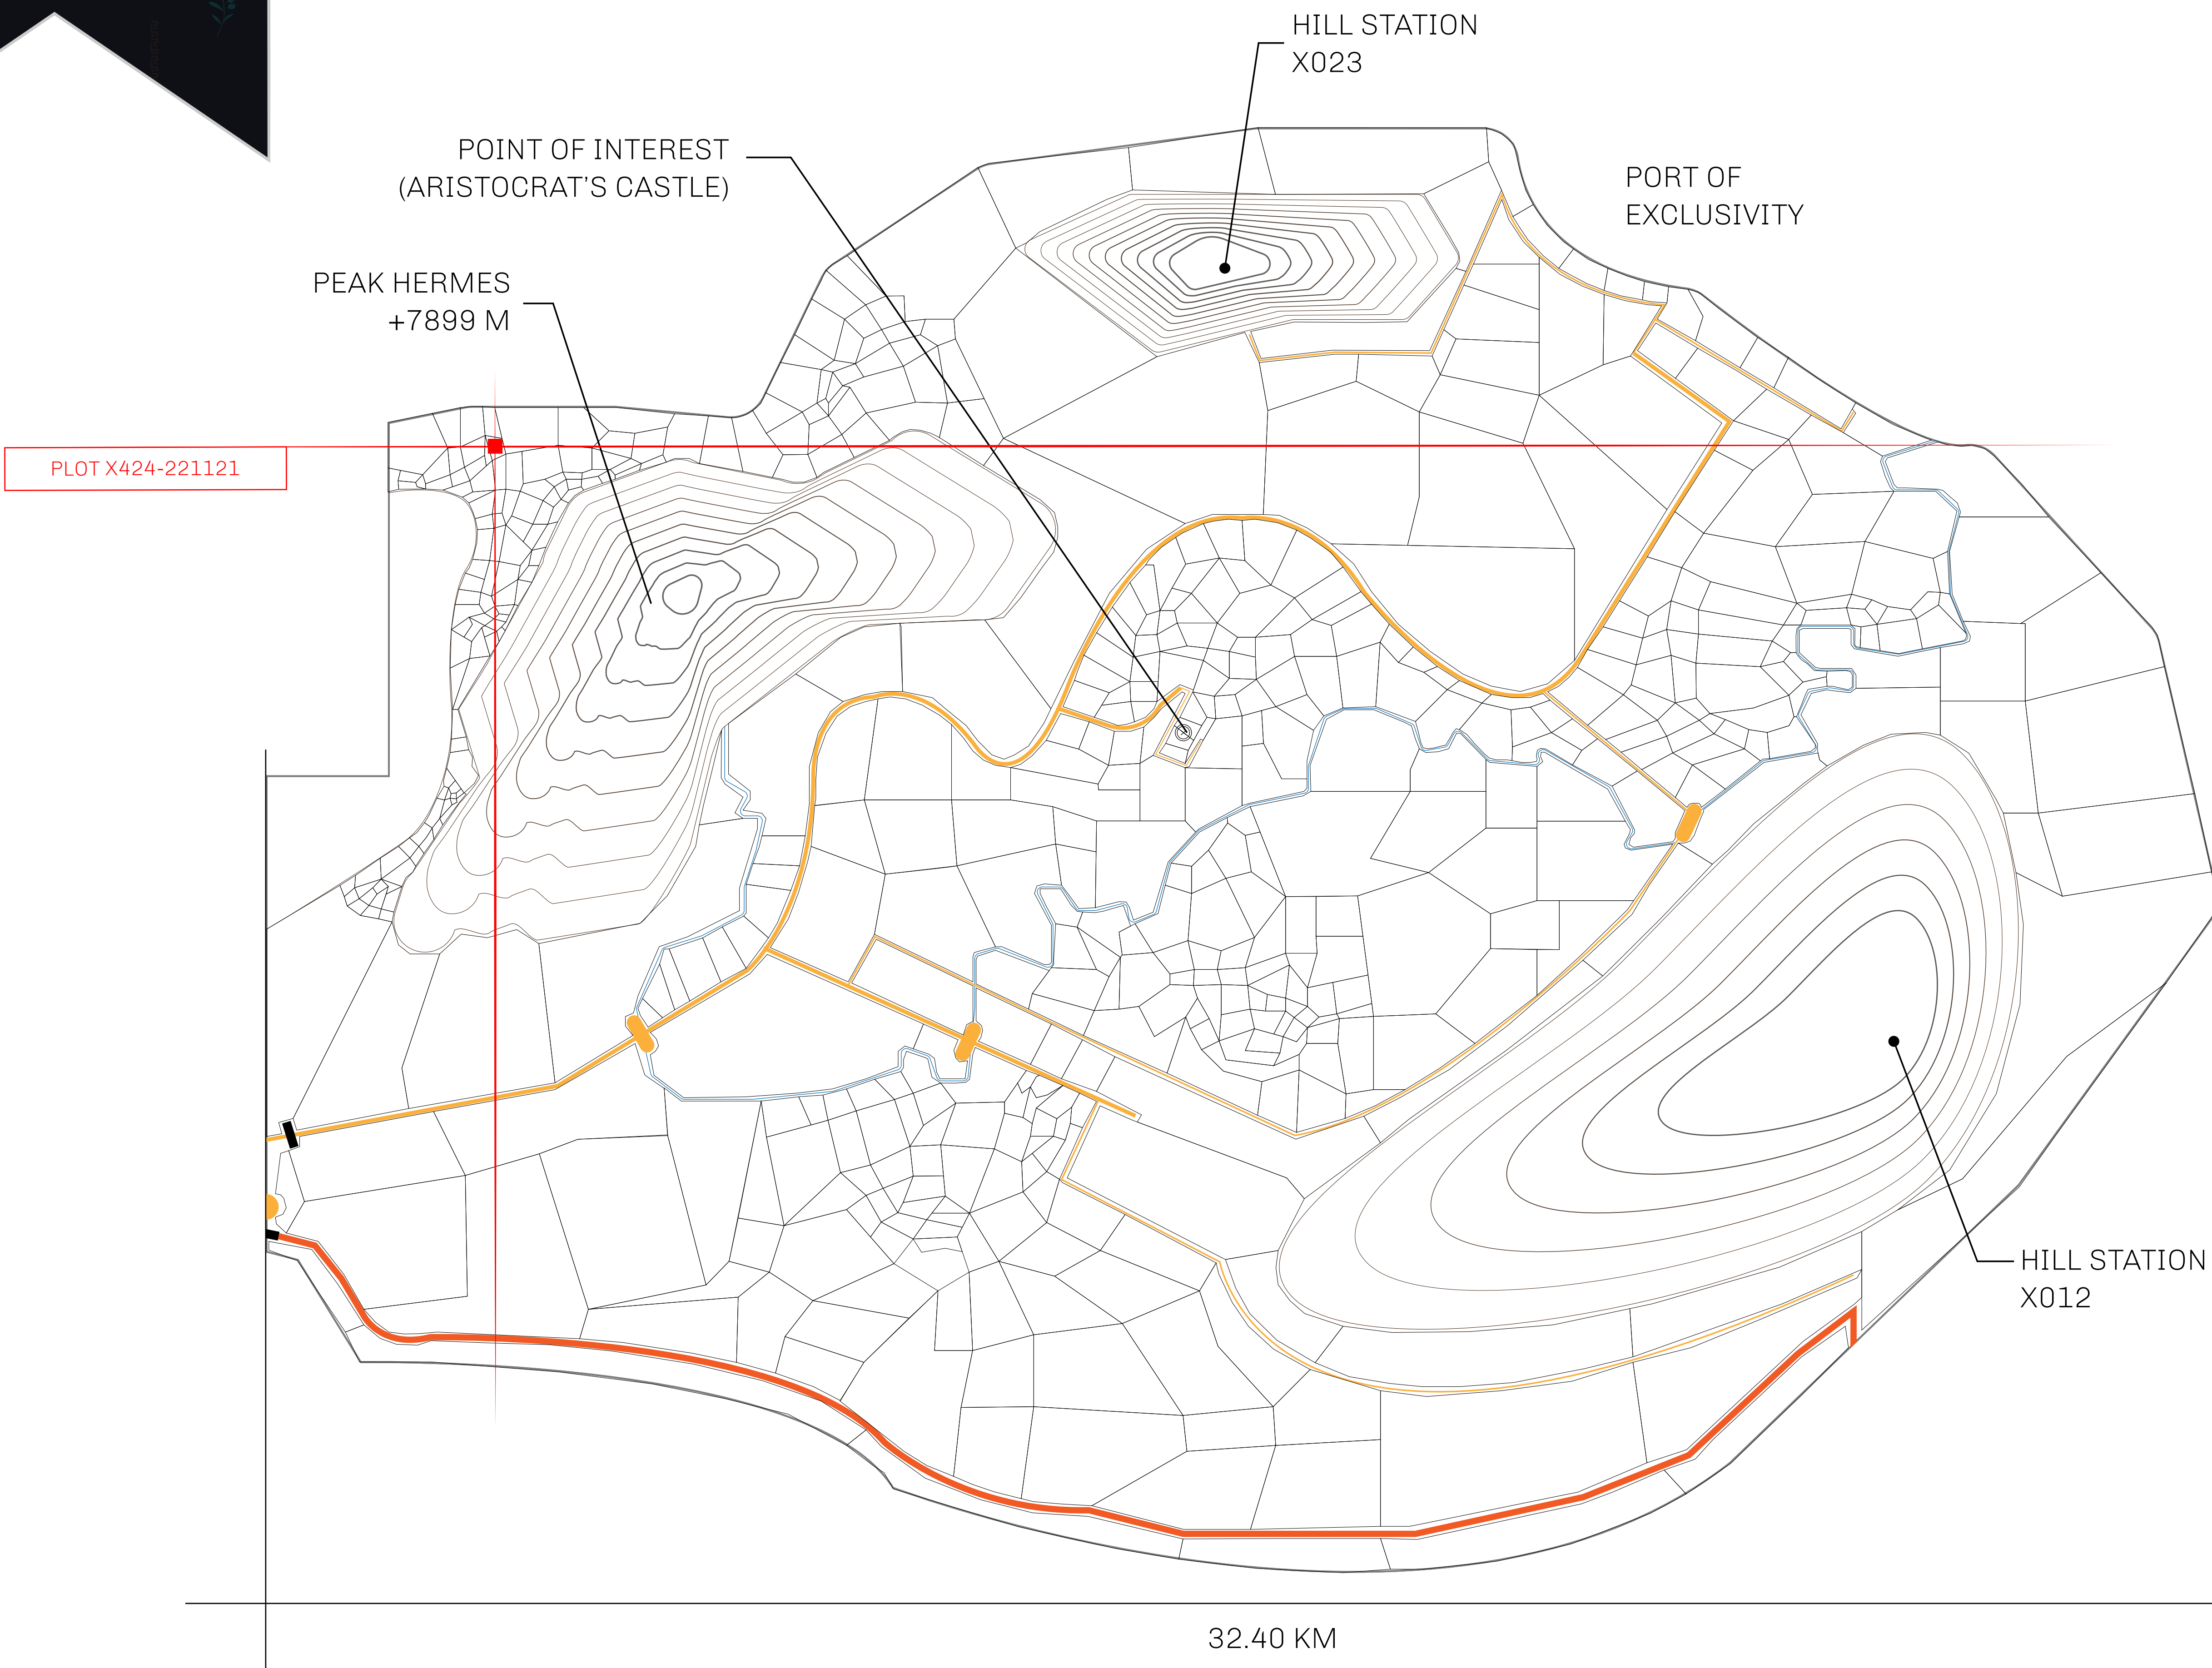 HILL STATION
X023
POINT OF INTEREST
(ARISTOCRAT'S CASTLE)
PORT OF
EXCLUSIVITY
PEAK HERMES
+7899 M
PLOT X424-221121
HILL STATION
X012
32.40 KM